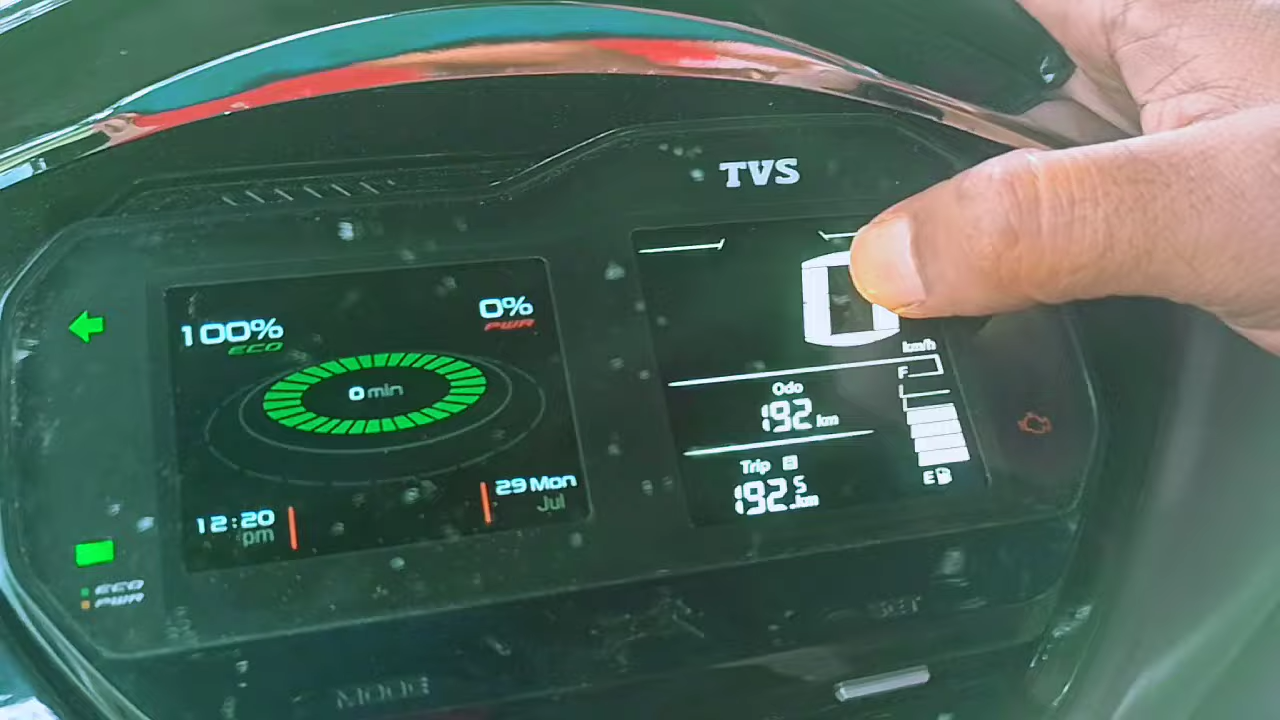 TVS
100%
ECO
0%
PWR
0 min
12:20
pm
29 Mon
Jul
ECO
PWR
0
km/h
Odo
192 km
Trip B
192.5 km
F
E
MODE
SET